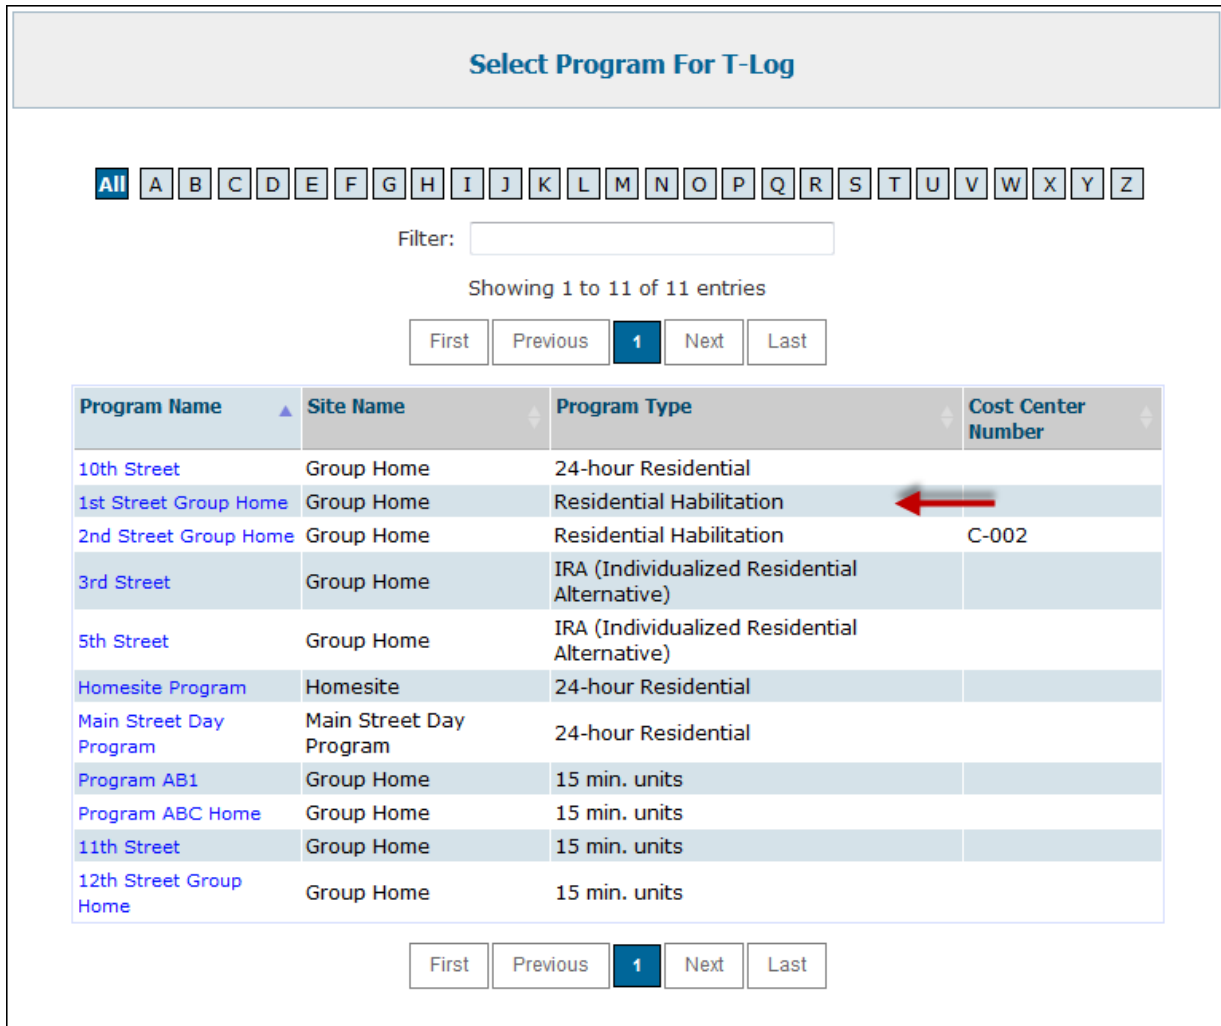 Select Program For T-Log
All A B C D E F G H I J K L M N O P Q R S T U V W X Y Z
Filter:
Showing 1 to 11 of 11 entries
First Previous 1 Next Last
Program Name Site Name Program Type Cost Center
Number
10th Street Group Home 24-hour Residential
1st Street Group Home Group Home Residential Habilitation
2nd Street Group Home Group Home Residential Habilitation C-002
3rd Street Group Home IRA (Individualized Residential
Alternative)
5th Street Group Home IRA (Individualized Residential
Alternative)
Homesite Program Homesite 24-hour Residential
Main Street Day Main Street Day 24-hour Residential
Program Program
Program AB1 Group Home 15 min. units
Program ABC Home Group Home 15 min. units
11th Street Group Home 15 min. units
12th Street Group Group Home 15 min. units
Home
First Previous 1 Next Last